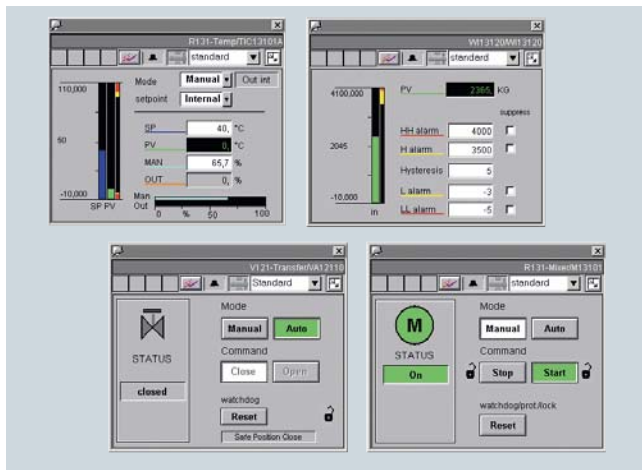 R131-Temp/TIC13101A
standard
110,000
50
-10,000
SP PV
Mode
Manual
Out int
setpoint
Internal
SP
40, °C
PV
0, °C
MAN
65,7 %
OUT
0, %
Man
Out
0 % 50 100
WI13120/WI13120
standard
4100,000
2045
-10,000
in
PV
2365, KG
suppress
HH alarm
4000
H alarm
3500
Hysteresis
5
L alarm
-3
LL alarm
-5
V121-Transfer/VA12110
Standard
STATUS
closed
Mode
Manual Auto
Command
Close Open
watchdog
Reset
Safe Position Close
R131-Mixer/M13101
standard
M
STATUS
On
Mode
Manual Auto
Command
Stop Start
watchdog/prot./lock
Reset